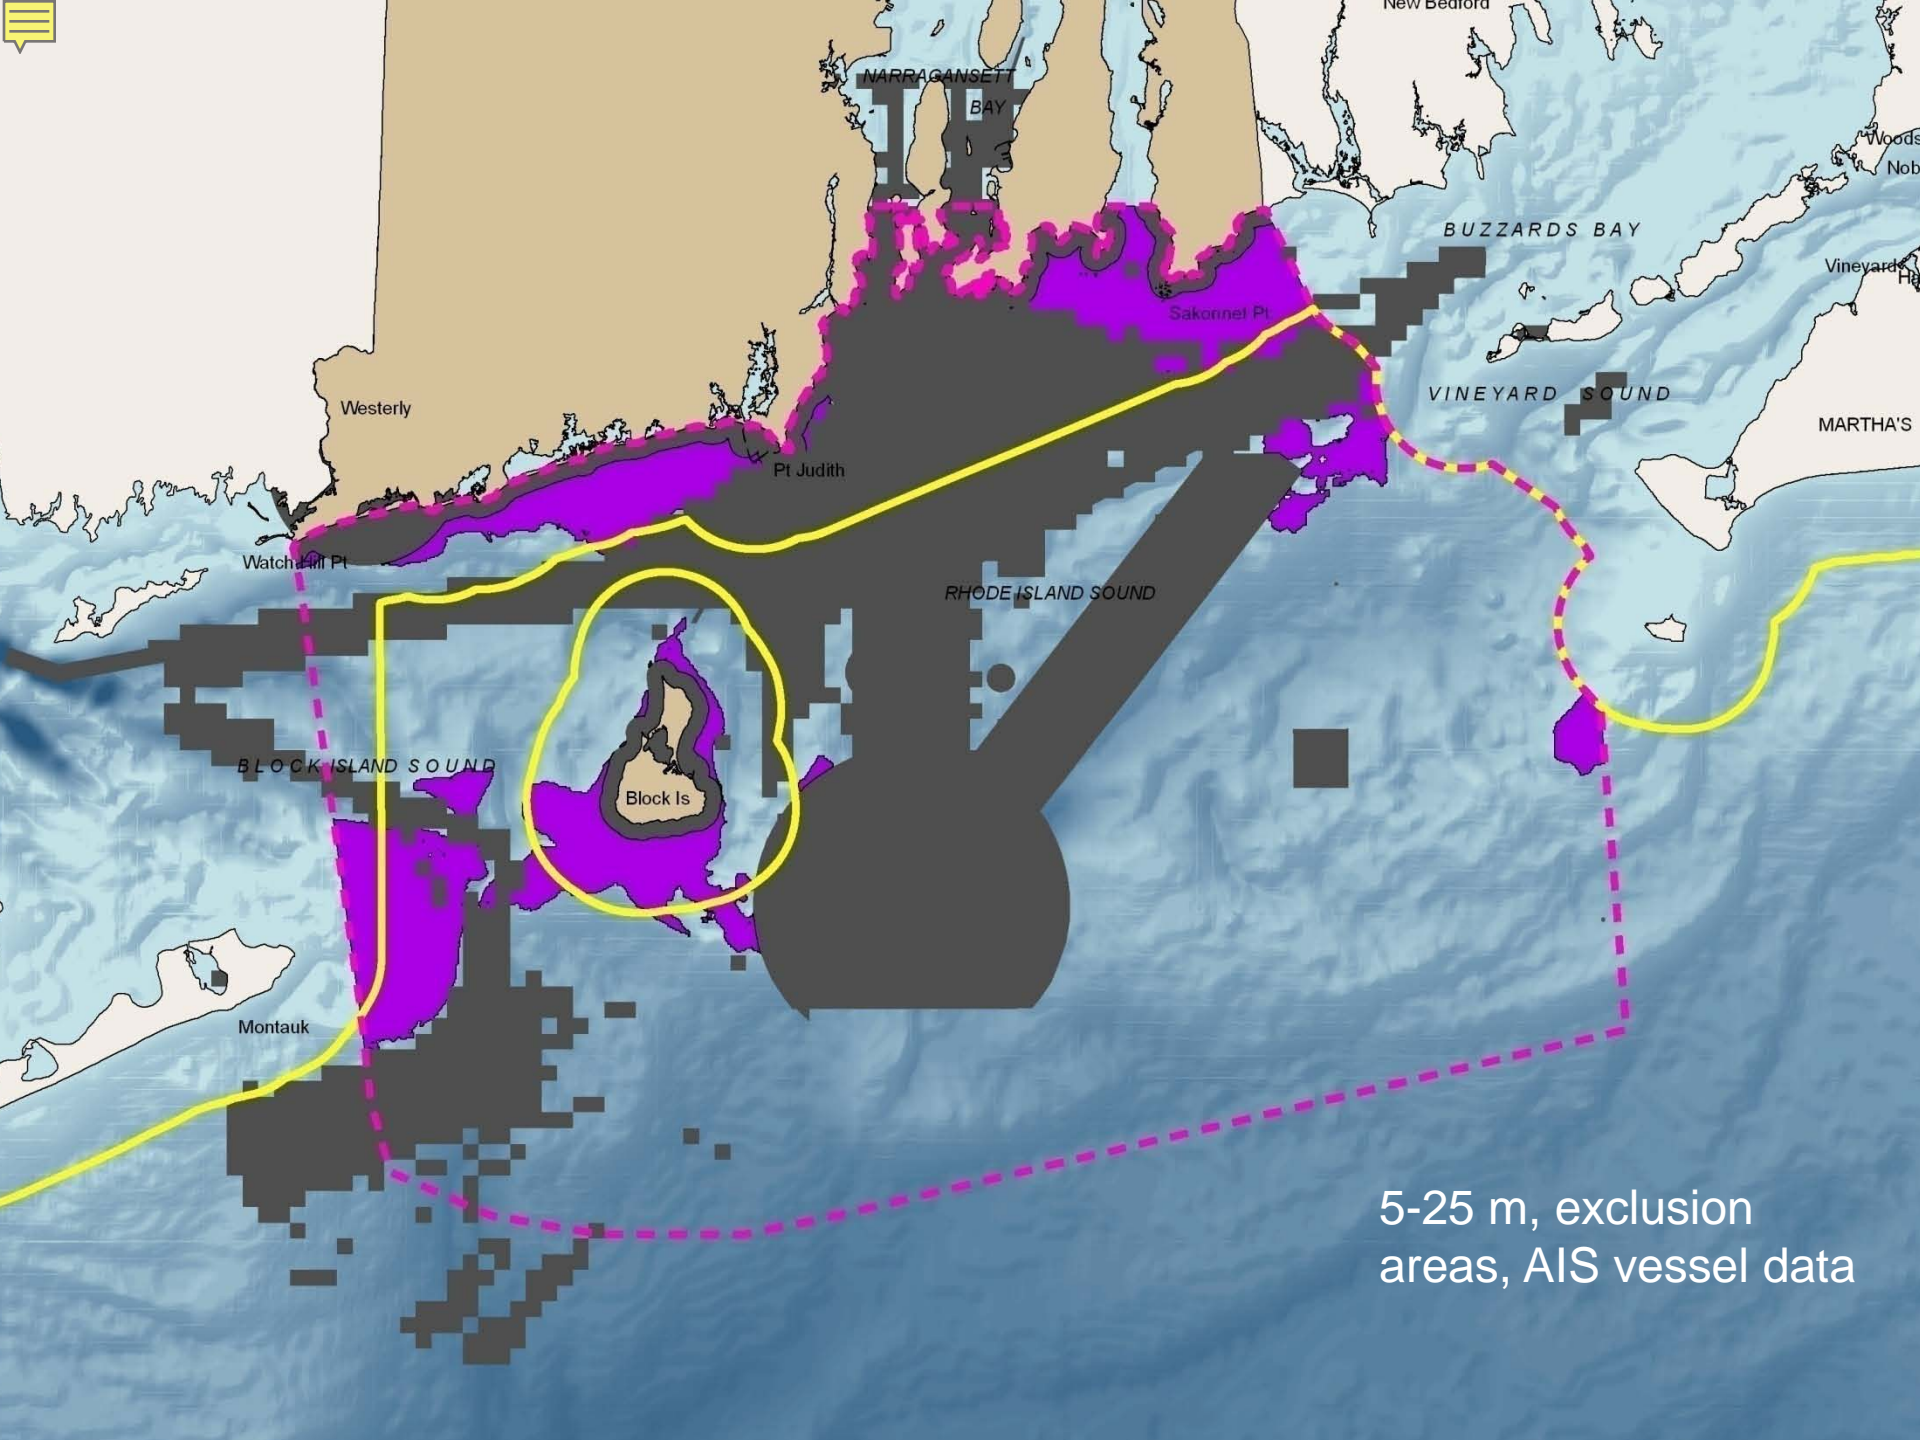 New Bedford
NARRAGANSETT
BAY
Woods
Nob
BUZZARDS BAY
Vineyard
Ha
Sakonnet Pt
VINEYARD SOUND
Westerly
MARTHA'S
Pt Judith
Watch Hill Pt
RHODE ISLAND SOUND
BLOCK ISLAND SOUND
Block Is
Montauk
5-25 m, exclusion
areas, AIS vessel data